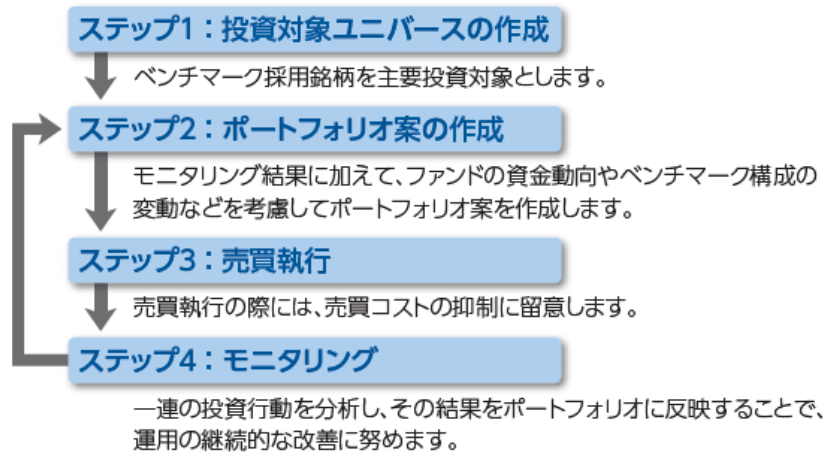 ステップ1：投資対象ユニバースの作成
ベンチマーク採用銘柄を主要投資対象とします。
ステップ2：ポートフォリオ案の作成
モニタリング結果に加えて、ファンドの資金動向やベンチマーク構成の
変動などを考慮してポートフォリオ案を作成します。
ステップ3：売買執行
売買執行の際には、売買コストの抑制に留意します。
ステップ4：モニタリング
一連の投資行動を分析し、その結果をポートフォリオに反映することで、
運用の継続的な改善に努めます。